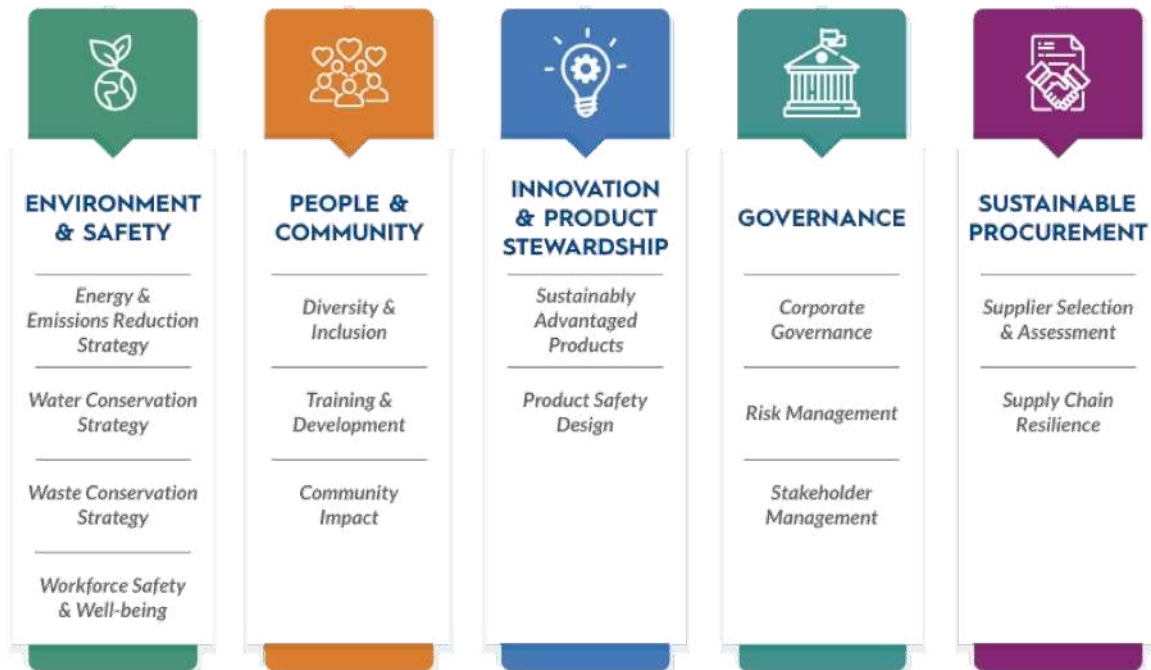 ENVIRONMENT
& SAFETY
Energy &
Emissions Reduction
Strategy
Water Conservation
Strategy
Waste Conservation
Strategy
Workforce Safety
& Well-being
PEOPLE &
COMMUNITY
Diversity &
Inclusion
Training &
Development
Community
Impact
INNOVATION
& PRODUCT
STEWARDSHIP
Sustainably
Advantaged
Products
Product Safety
Design
GOVERNANCE
Corporate
Governance
Risk Management
Stakeholder
Management
SUSTAINABLE
PROCUREMENT
Supplier Selection
& Assessment
Supply Chain
Resilience